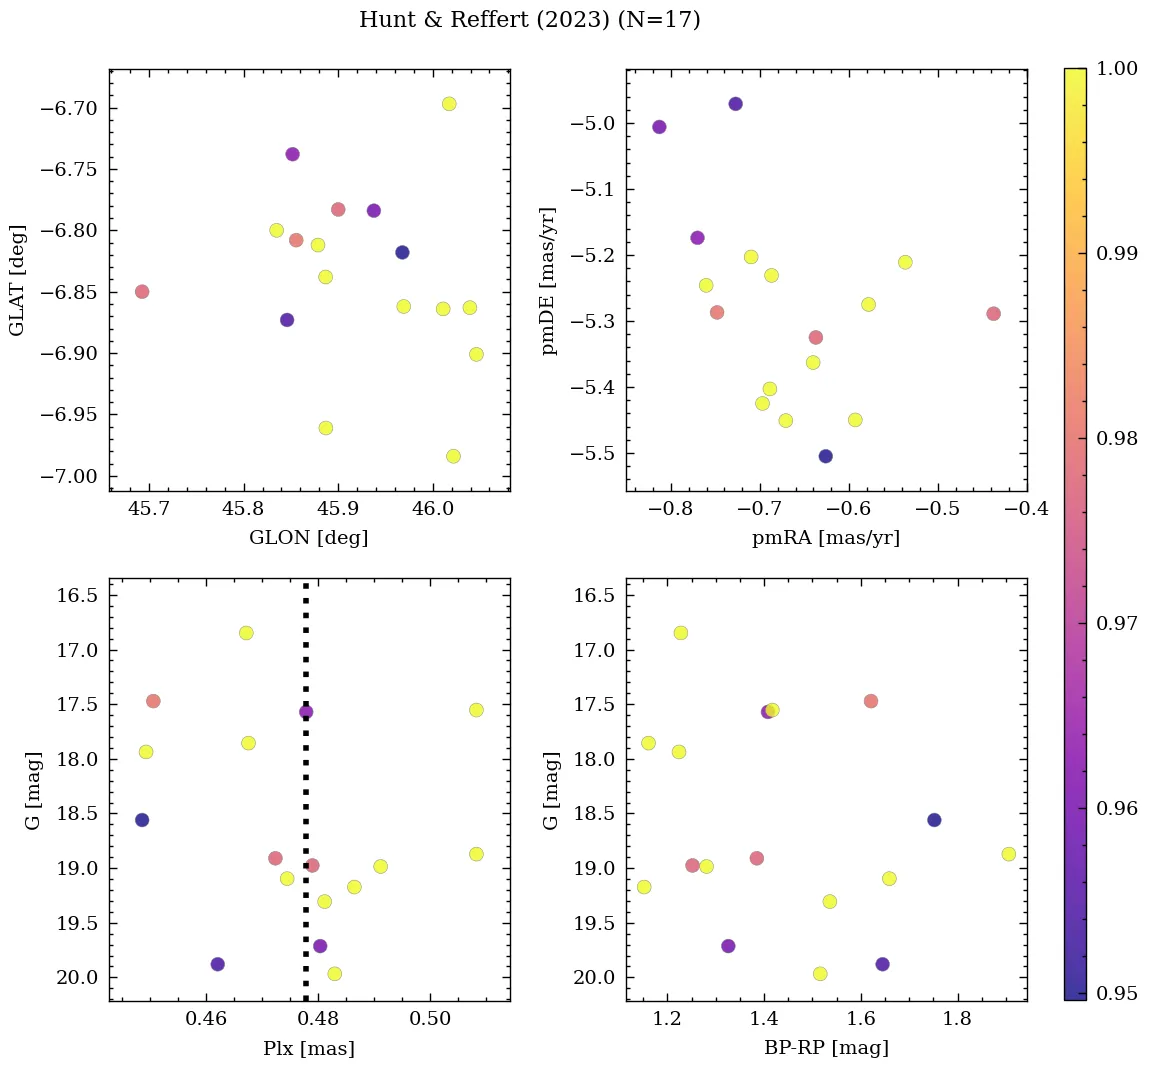 Hunt & Reffert (2023) (N=17)
−6.70
−6.75
−6.80
−6.85
−6.90
−6.95
−7.00
GLAT [deg]
45.7 45.8 45.9 46.0
GLON [deg]
−5.0
−5.1
−5.2
−5.3
−5.4
−5.5
pmDE [mas/yr]
−0.8 −0.7 −0.6 −0.5 −0.4
pmRA [mas/yr]
16.5
17.0
17.5
18.0
18.5
19.0
19.5
20.0
G [mag]
0.46 0.48 0.50
Plx [mas]
16.5
17.0
17.5
18.0
18.5
19.0
19.5
20.0
G [mag]
1.2 1.4 1.6 1.8
BP-RP [mag]
1.00
0.99
0.98
0.97
0.96
0.95